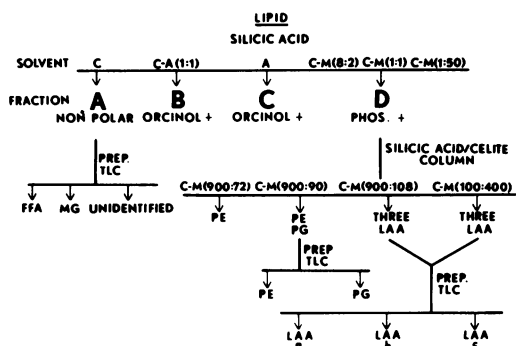 LIPID
SILICIC ACID
SOLVENT C C-A(1:1) A C-M(8:2) C-M(1:1) C-M(1:50)
FRACTION A B C D
NON POLAR ORCINOL + ORCINOL + PHOS. +
PREP.
TLC
SILICIC ACID/CELITE
COLUMN
C-M(900:72) C-M(900:90) C-M(900:108) C-M(100:400)
FFA MG UNIDENTIFIED
PE PE THREE THREE
PG LAA LAA
PREP
TLC
PREP.
TLC
PE PG
LAA LAA LAA